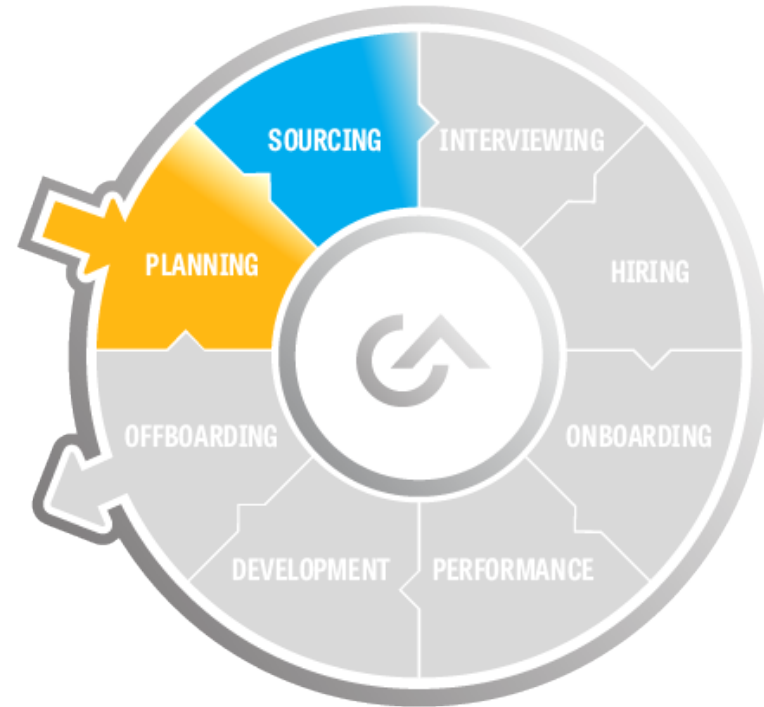 SOURCING
INTERVIEWING
PLANNING
HIRING
OFFBOARDING
ONBOARDING
DEVELOPMENT
PERFORMANCE